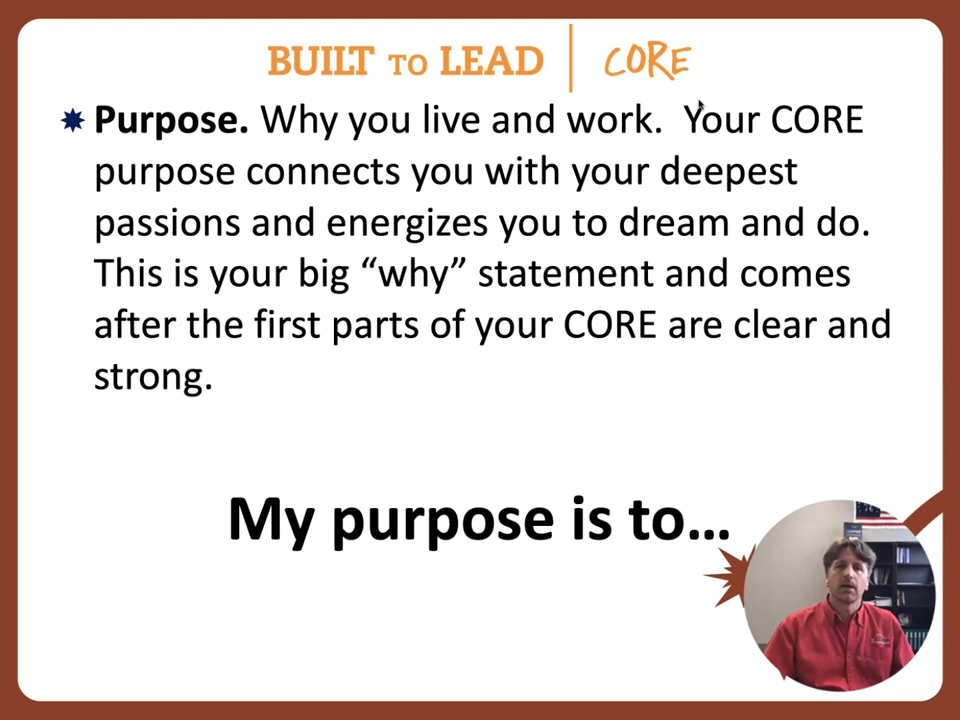 BUILT TO LEAD | CORE
Purpose. Why you live and work. Your CORE
purpose connects you with your deepest
passions and energizes you to dream and do.
This is your big “why” statement and comes
after the first parts of your CORE are clear and
strong.
My purpose is to…